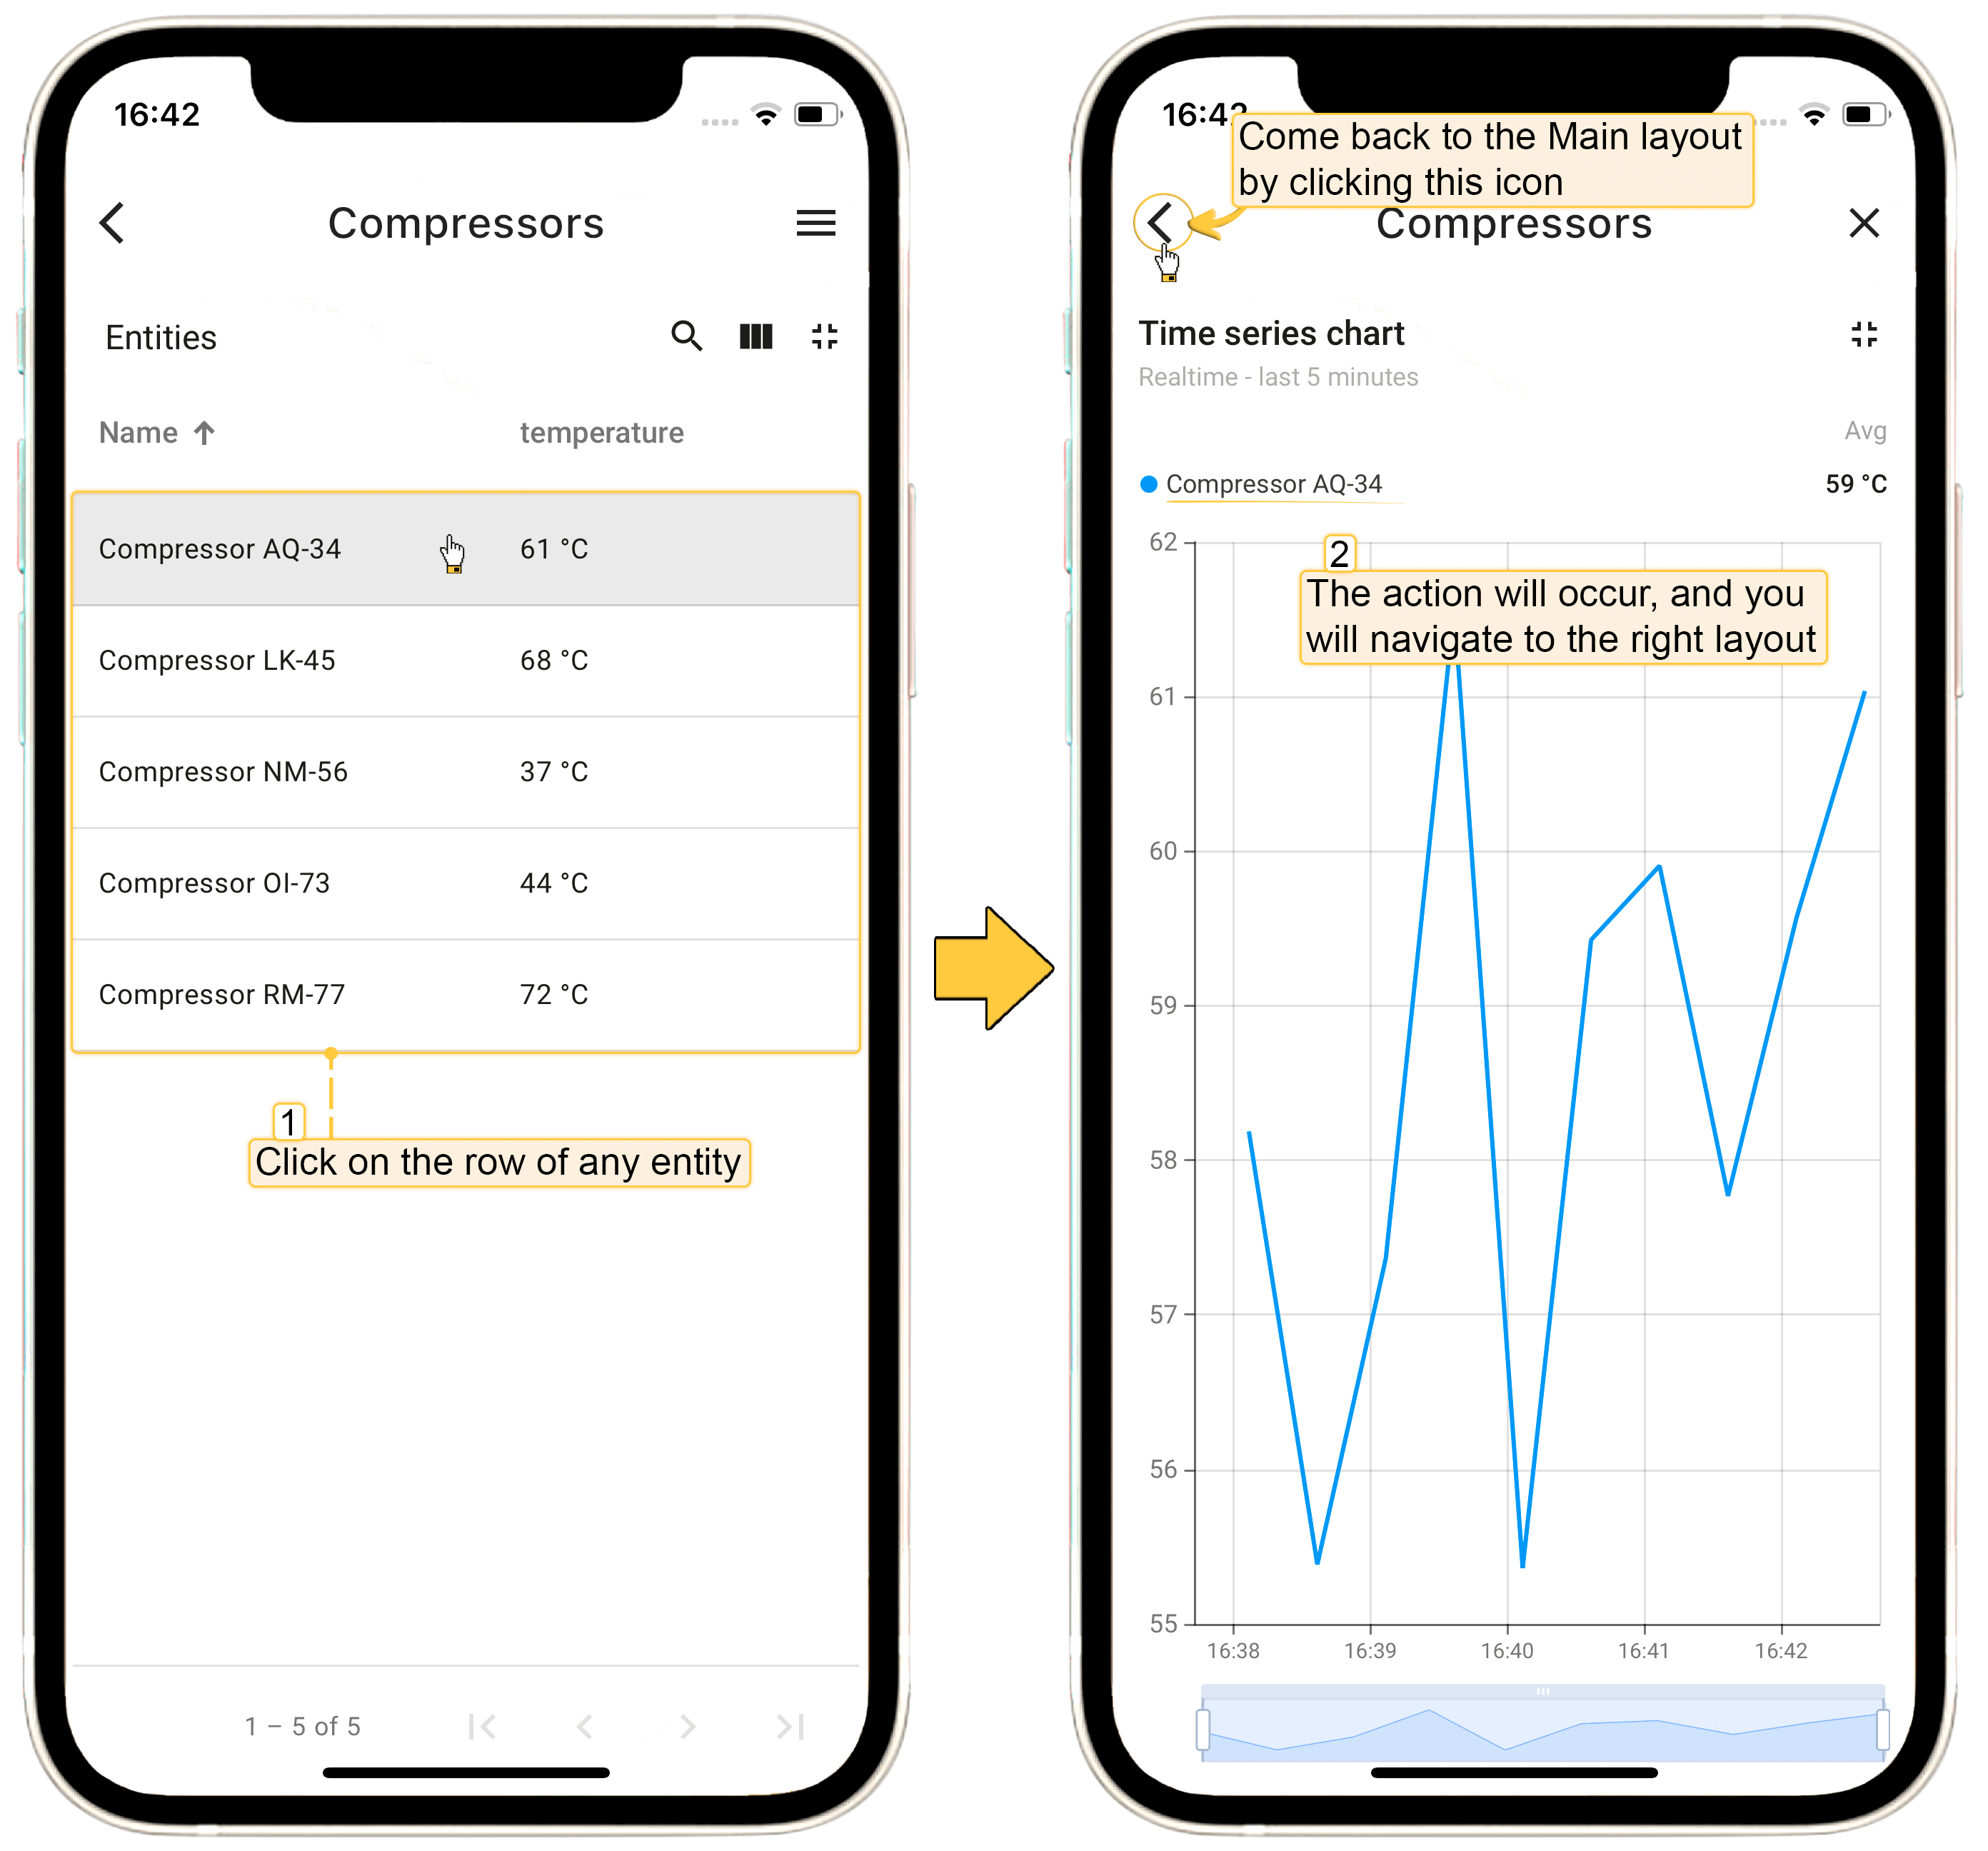 16:42
Compressors
Entities
Name temperature
Compressor AQ-34 61 °C
Compressor LK-45 68 °C
Compressor NM-56 37 °C
Compressor OI-73 44 °C
Compressor RM-77 72 °C
1
Click on the row of any entity
1 – 5 of 5
16:42
Come back to the Main layout
by clicking this icon
Compressors
Time series chart
Realtime - last 5 minutes
Avg
Compressor AQ-34 59 °C
2
The action will occur, and you
will navigate to the right layout
62
61
60
59
58
57
56
55
16:38 16:39 16:40 16:41 16:42